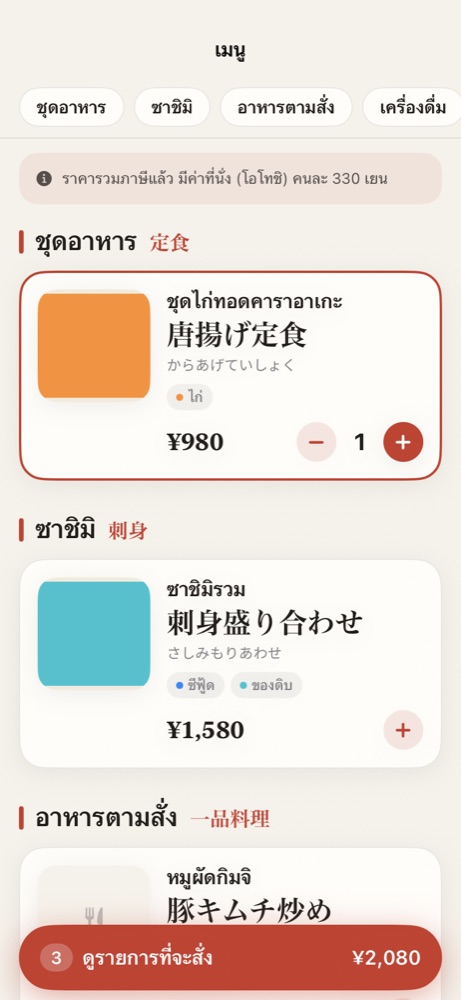 เมนู
ชุดอาหาร
ซาชิมิ
อาหารตามสั่ง
เครื่องดื่ม
ราคารวมภาษีแล้ว มีค่าที่นั่ง (โอโทชิ) คนละ 330 เยน
ชุดอาหาร 定食
ชุดไก่ทอดคาราอาเกะ
唐揚げ定食
からあげていしょく
ไก่
¥980
1
ซาชิมิ 刺身
ซาชิมิรวม
刺身盛り合わせ
さしみもりあわせ
ซีฟู้ด
ของดิบ
¥1,580
อาหารตามสั่ง 一品料理
หมูผัดกิมจิ
豚キムチ炒め
3 ดูรายการที่จะสั่ง ¥2,080